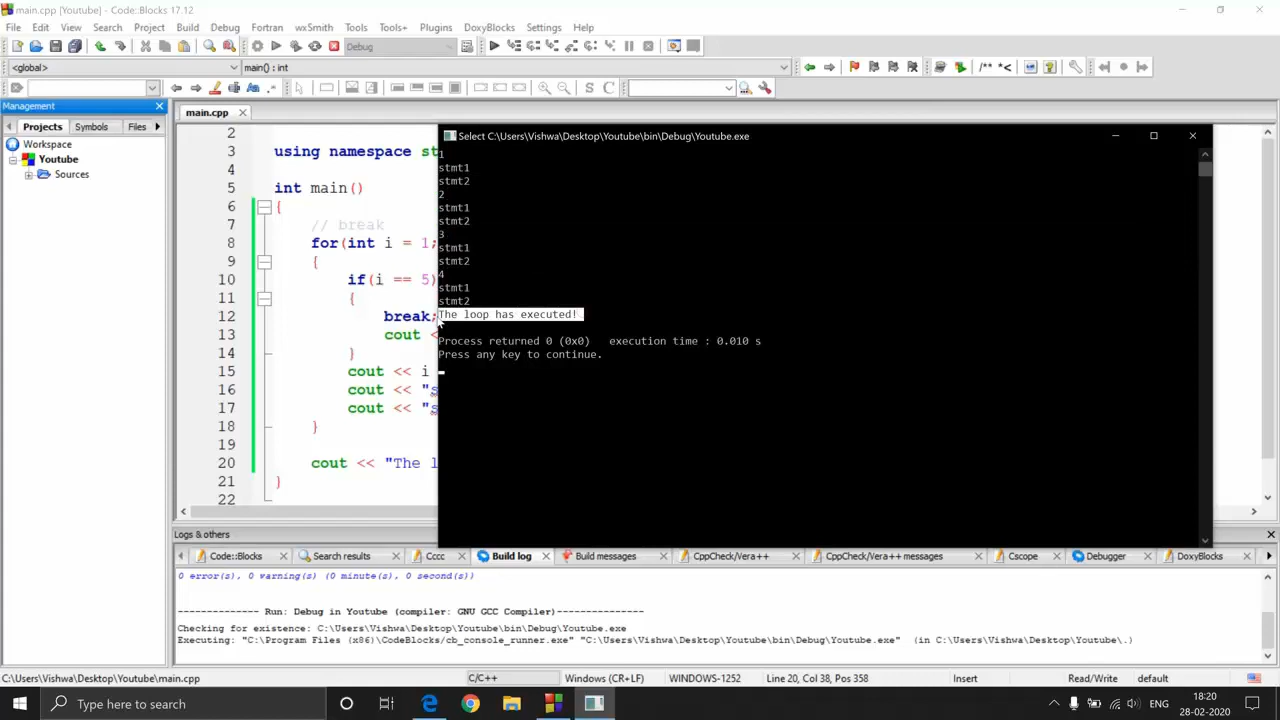 main.cpp [Youtube] - Code::Blocks 17.12
File Edit View Search Project Build Debug Fortran wxSmith Tools Tools+ Plugins DoxyBlocks Settings Help
Debug
<global> main() : int
/** *<
S C
Management
main.cpp
Projects Symbols Files
Workspace
Youtube
Sources
2
3 using namespace st
4
5 int main()
6 {
7 // break
8 for(int i = 1;
9 {
10 if(i == 5)
11 {
12 break;
13 cout <
14 }
15 cout << i
16 cout << "s
17 cout << "s
18 }
19
20 cout << "The l
21 }
22
Select C:\Users\Vishwa\Desktop\Youtube\bin\Debug\Youtube.exe
1
stmt1
stmt2
2
stmt1
stmt2
3
stmt1
stmt2
4
stmt1
stmt2
The loop has executed!
Process returned 0 (0x0)   execution time : 0.010 s
Press any key to continue.
Logs & others
Code::Blocks Search results Cccc Build log Build messages CppCheck/Vera++ CppCheck/Vera++ messages Cscope Debugger DoxyBlocks
0 error(s), 0 warning(s) (0 minute(s), 0 second(s))
-------------- Run: Debug in Youtube (compiler: GNU GCC Compiler)---------------
Checking for existence: C:\Users\Vishwa\Desktop\Youtube\bin\Debug\Youtube.exe
Executing: "C:\Program Files (x86)\CodeBlocks/cb_console_runner.exe" "C:\Users\Vishwa\Desktop\Youtube\bin\Debug\Youtube.exe"  (in C:\Users\Vishwa\Desktop\Youtube\.)
C:\Users\Vishwa\Desktop\Youtube\main.cpp C/C++ Windows (CR+LF) WINDOWS-1252 Line 20, Col 38, Pos 358 Insert Read/Write default
Type here to search
ENG
18:20
28-02-2020